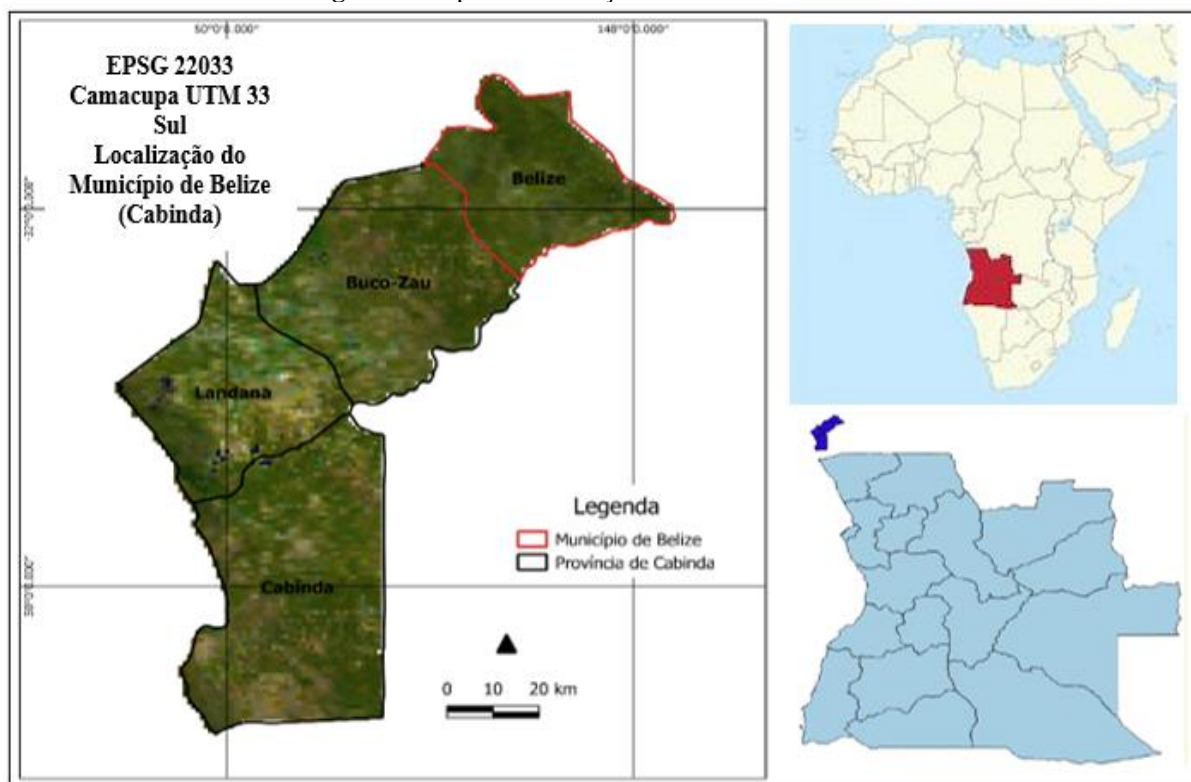 50°0'0.000"
148°0'0.000"
EPSG 22033
Camacupa UTM 33
Sul
Localização do
Município de Belize
(Cabinda)
Belize
Buco-Zau
Landana
Cabinda
Legenda
Município de Belize
Província de Cabinda
0 10 20 km